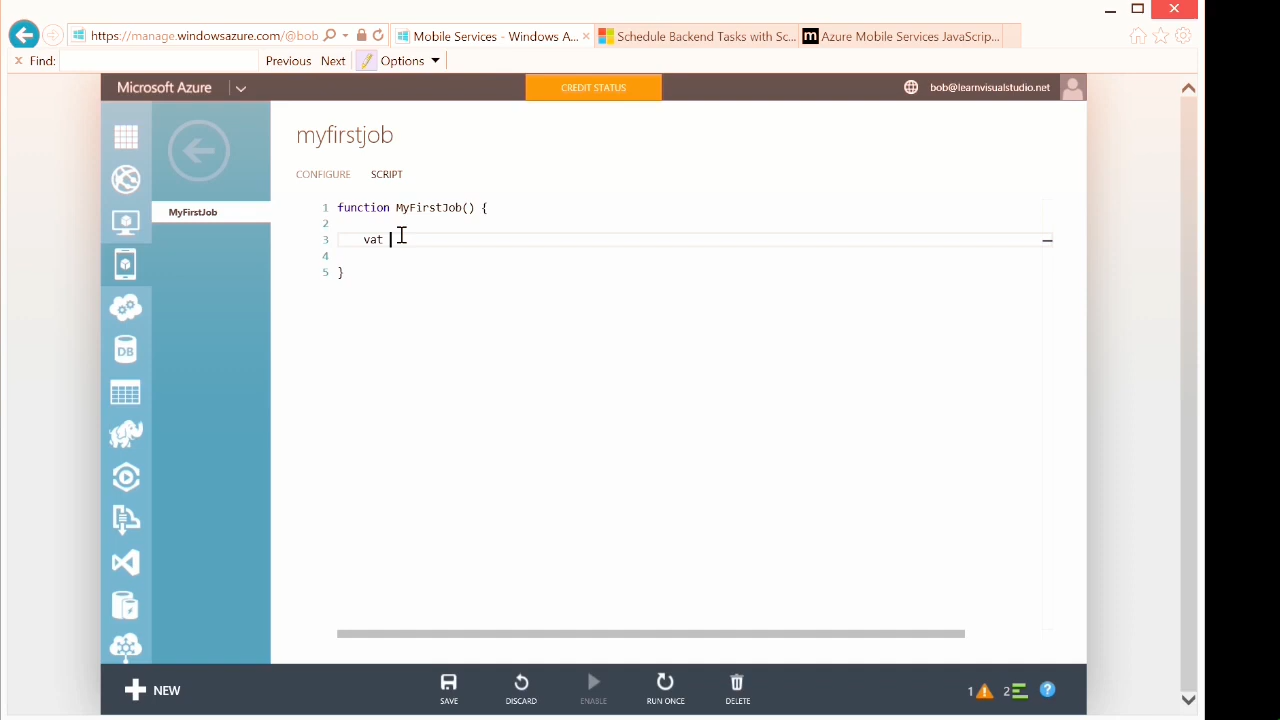 https://manage.windowsazure.com/@bob
Mobile Services - Windows A...
Schedule Backend Tasks with Sc...
m
Azure Mobile Services JavaScrip...
x Find:
Previous
Next
Options
Microsoft Azure
CREDIT STATUS
bob@learnvisualstudio.net
myfirstjob
CONFIGURE
SCRIPT
MyFirstJob
1 function MyFirstJob() {
2
3 vat
4
5 }
DB
NEW
SAVE
DISCARD
ENABLE
RUN ONCE
DELETE
1
2
?